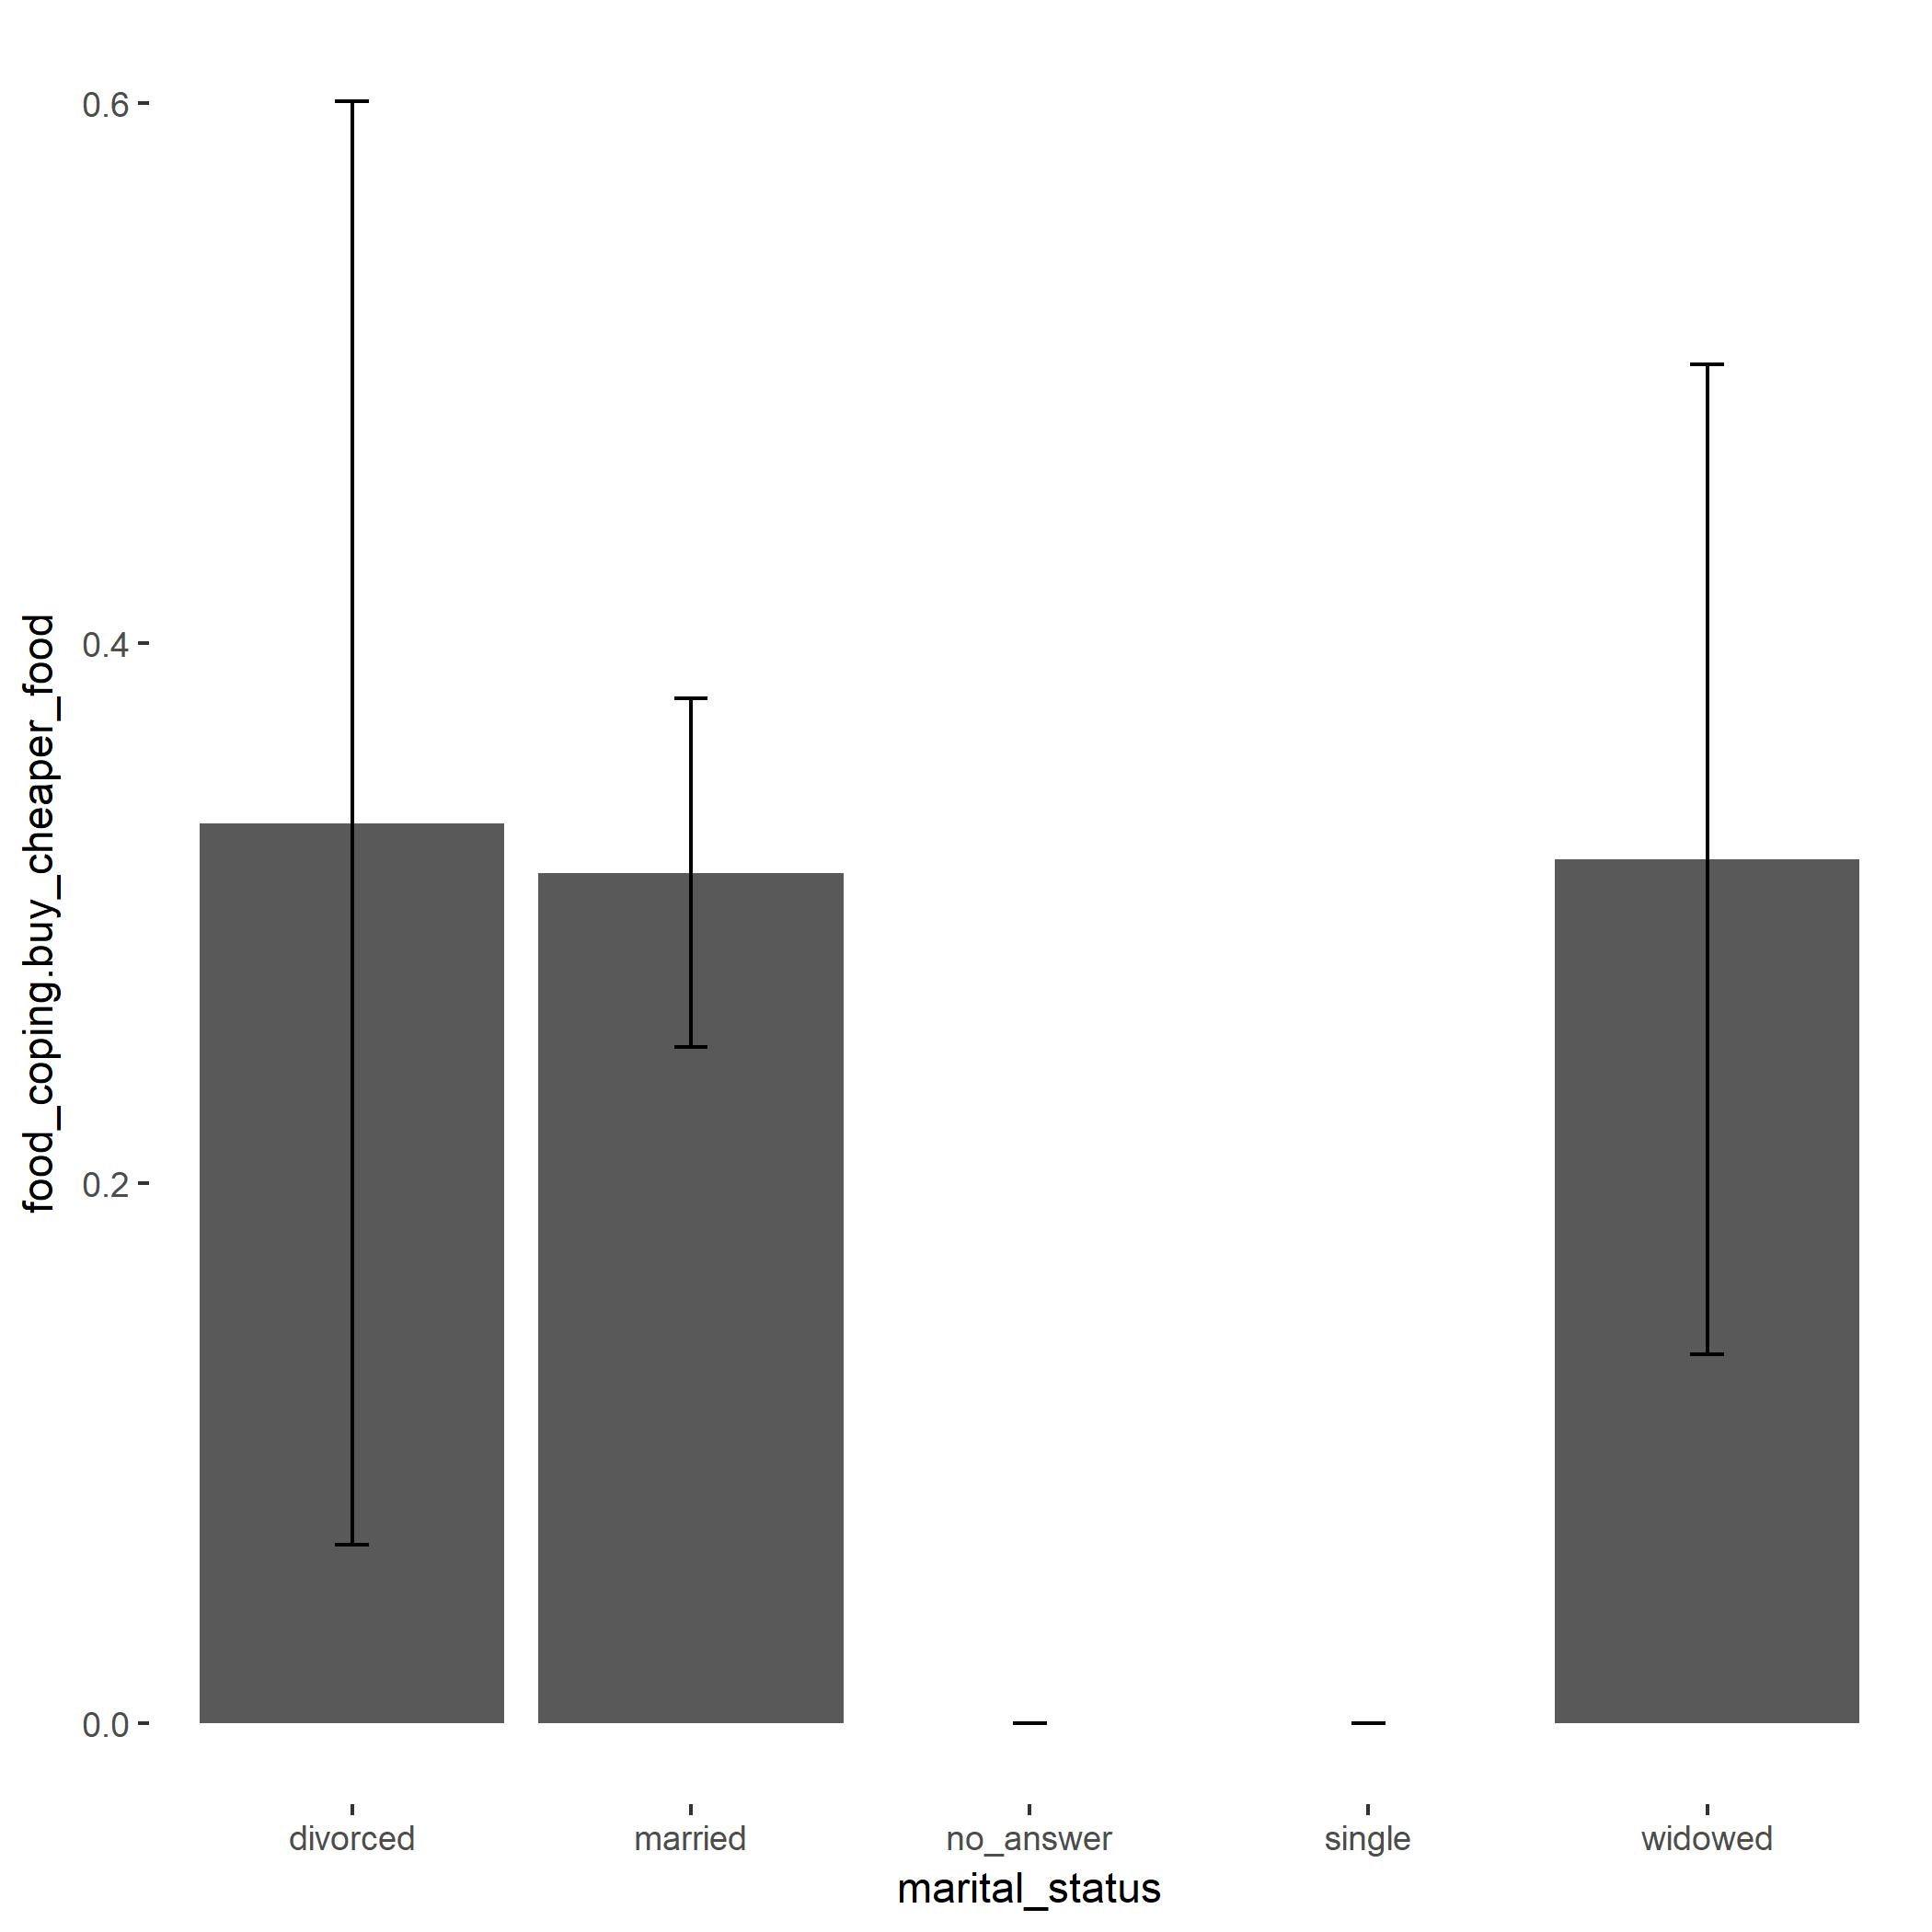 0.6
0.4
0.2
0.0
food_coping.buy_cheaper_food
divorced married no_answer single widowed
marital_status